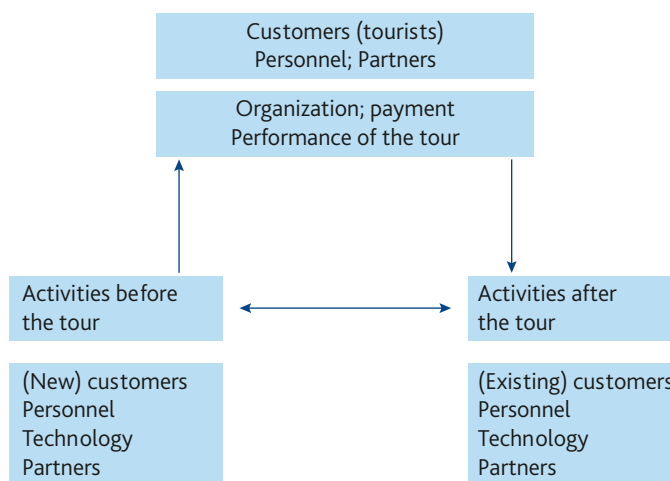 Customers (tourists)
Personnel; Partners
Organization; payment
Performance of the tour
Activities before
the tour
Activities after
the tour
(New) customers
Personnel
Technology
Partners
(Existing) customers
Personnel
Technology
Partners